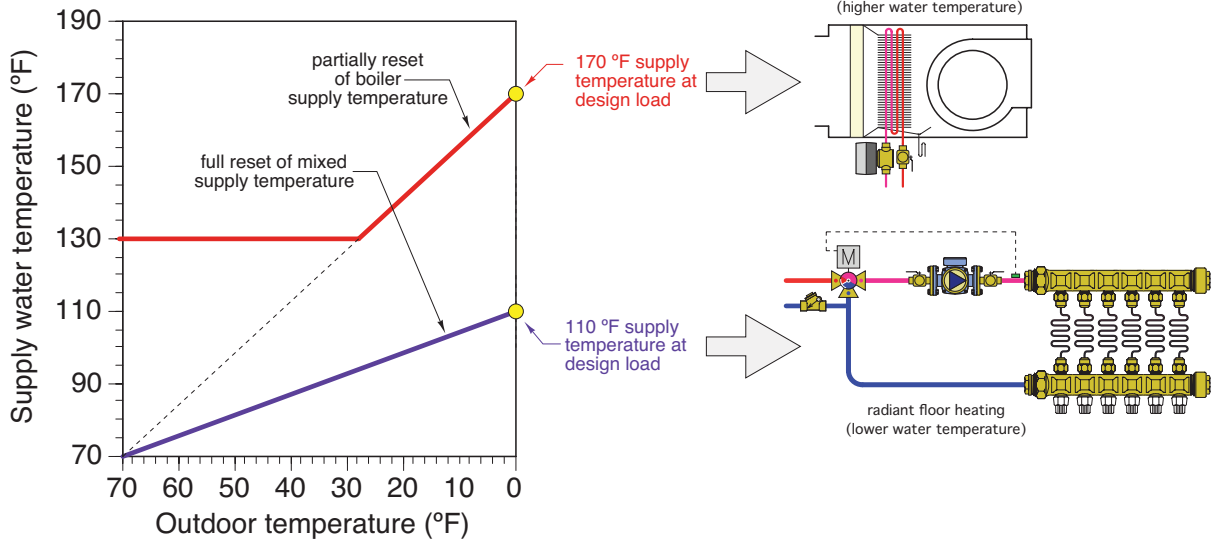 190
170
150
130
110
90
70
Supply water temperature (ºF)
70
60
50
40
30
20
10
0
Outdoor temperature (ºF)
partially reset
of boiler
supply temperature
full reset of mixed
supply temperature
170 ºF supply
temperature at
design load
110 ºF supply
temperature at
design load
(higher water temperature)
M
radiant floor heating
(lower water temperature)